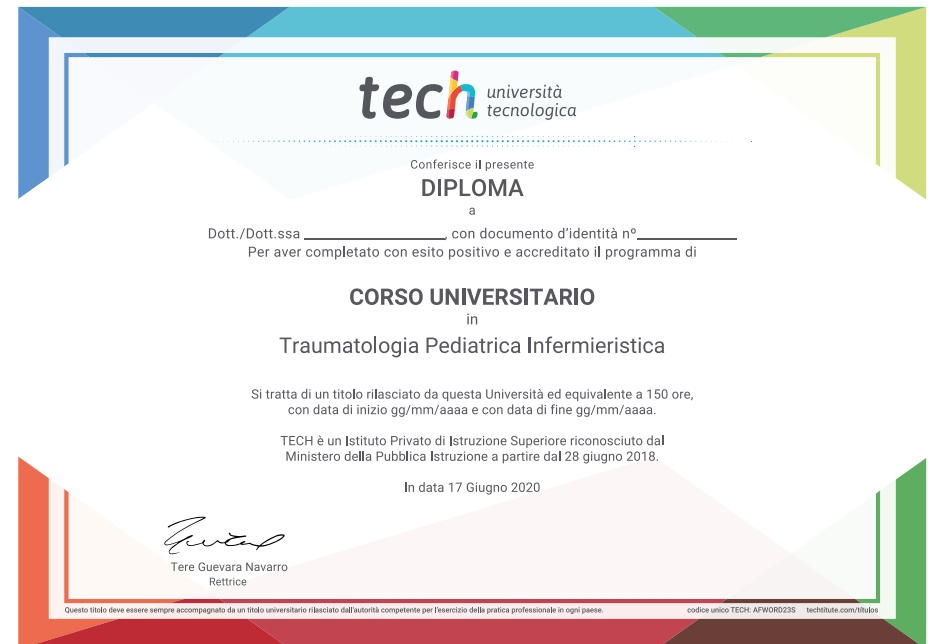 tech università
tecnologica
Conferisce il presente
DIPLOMA
a
Dott./Dott.ssa ____________________, con documento d'identità nº______________
Per aver completato con esito positivo e accreditato il programma di
CORSO UNIVERSITARIO
in
Traumatologia Pediatrica Infermieristica
Si tratta di un titolo rilasciato da questa Università ed equivalente a 150 ore,
con data di inizio gg/mm/aaaa e con data di fine gg/mm/aaaa.
TECH è un Istituto Privato di Istruzione Superiore riconosciuto dal
Ministero della Pubblica Istruzione a partire dal 28 giugno 2018.
In data 17 Giugno 2020
Tere Guevara Navarro
Rettrice
Questo titolo deve essere sempre accompagnato da un titolo universitario rilasciato dall'autorità competente per l'esercizio della pratica professionale in ogni paese. codice unico TECH: AFWORD23S techtitute.com/títulos